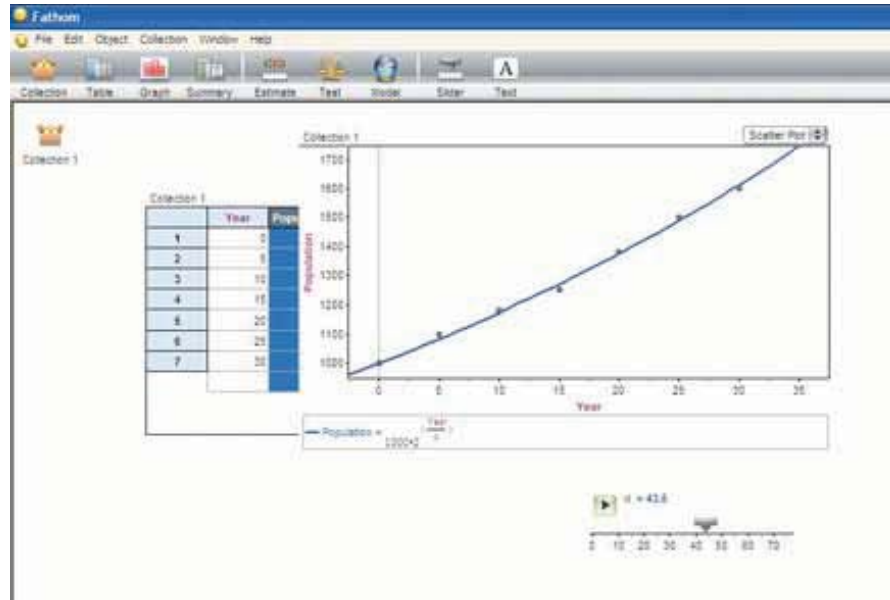 Fathom
File Edit Object Collection Window Help
Collection Table Graph Summary Estimate Test Model Slider Text
Collection 1
Collection 1
Scatter Plot
1700
1600
1500
1400
1300
1200
1100
1000
Population
0 5 10 15 20 25 30 35
Year
Collection 1
Year Popu
1 0
2 5
3 10
4 15
5 20
6 25
7 30
Population = 1000•2 (Year
d = 43.8
0 10 20 30 40 50 60 70